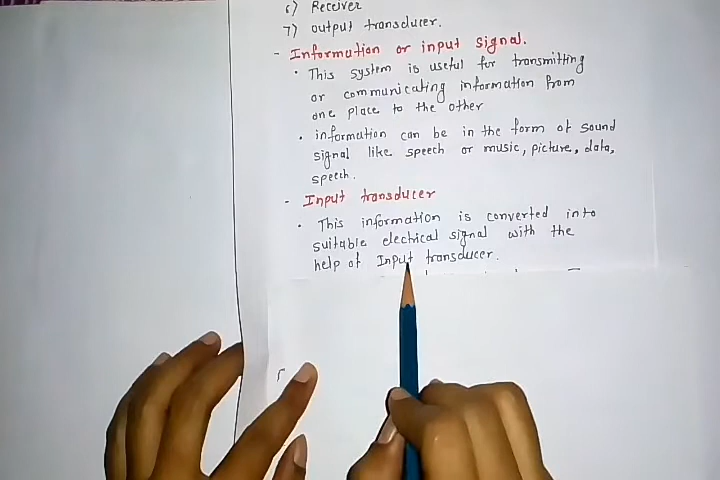 6) Receiver
7) output transducer.
- Information or input signal.
• This system is useful for transmitting
or communicating information from
one place to the other
• information can be in the form of sound
signal like speech or music, picture, data,
speech.
- Input transducer
• This information is converted into
suitable electrical signal with the
help of Input transducer.